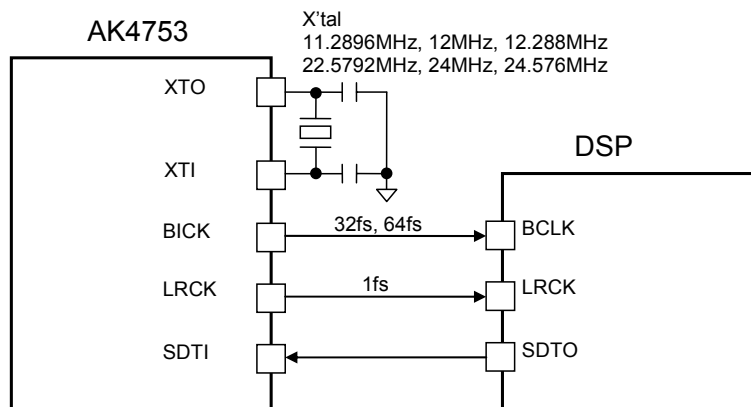 AK4753
X'tal
11.2896MHz, 12MHz, 12.288MHz
22.5792MHz, 24MHz, 24.576MHz
XTO
XTI
DSP
BICK
32fs, 64fs
BCLK
LRCK
1fs
LRCK
SDTI
SDTO